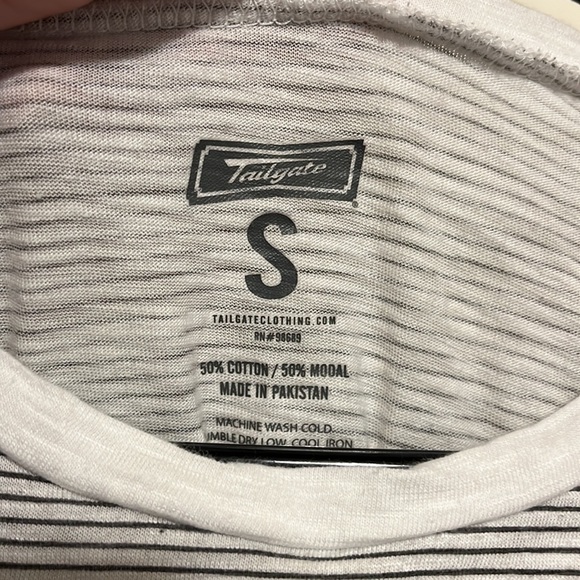 Tailgate
S
TAILGATECLOTHING.COM
RN#98689
50% COTTON / 50% MODAL
MADE IN PAKISTAN
MACHINE WASH COLD.
IMBLE DRY LOW. COOL IRON